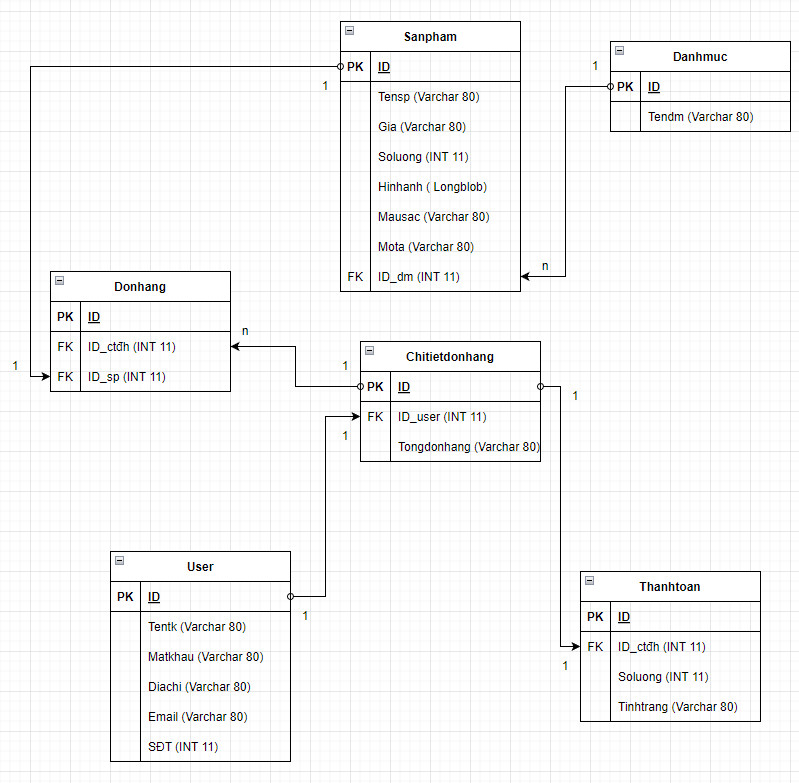 Sanpham
PK ID
1
Tensp (Varchar 80)
Gia (Varchar 80)
Soluong (INT 11)
Hinhanh ( Longblob)
Mausac (Varchar 80)
Mota (Varchar 80)
FK ID_dm (INT 11)
Danhmuc
1
PK ID
Tendm (Varchar 80)
n
Donhang
PK ID
n
FK ID_ctđh (INT 11)
1
FK ID_sp (INT 11)
Chitietdonhang
1
PK ID
1
FK ID_user (INT 11)
1
Tongdonhang (Varchar 80)
User
PK ID
1
Tentk (Varchar 80)
Matkhau (Varchar 80)
Diachi (Varchar 80)
Email (Varchar 80)
SĐT (INT 11)
Thanhtoan
PK ID
FK ID_ctđh (INT 11)
1
Soluong (INT 11)
Tinhtrang (Varchar 80)